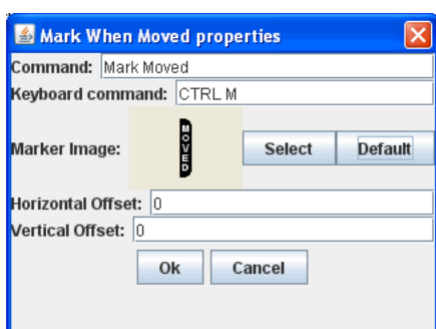 Mark When Moved properties
Command: Mark Moved
Keyboard command: CTRL M
Marker Image: MOVED Select Default
Horizontal Offset: 0
Vertical Offset: 0
Ok Cancel